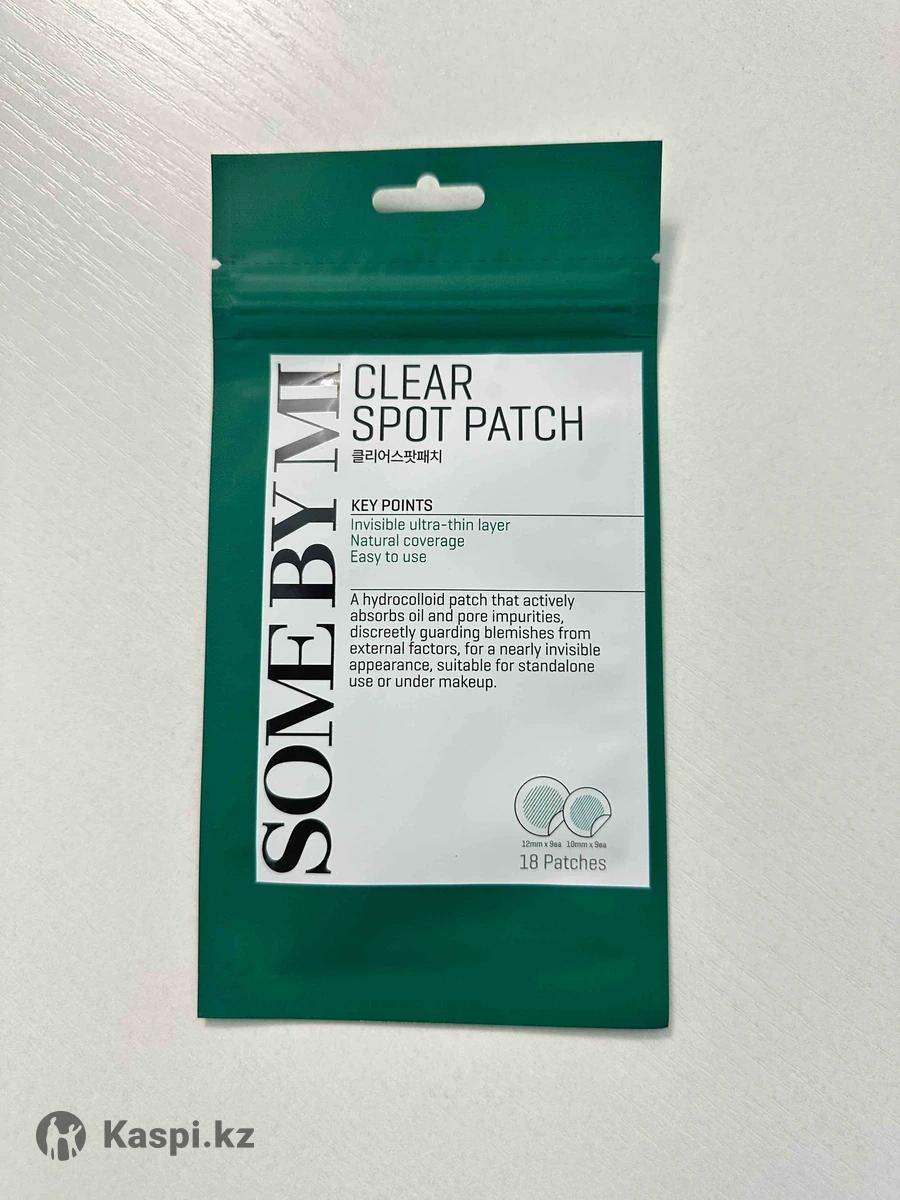 SOME BY MI
CLEAR
SPOT PATCH
클리어스팟패치
KEY POINTS
Invisible ultra-thin layer
Natural coverage
Easy to use
A hydrocolloid patch that actively
absorbs oil and pore impurities,
discreetly guarding blemishes from
external factors, for a nearly invisible
appearance, suitable for standalone
use or under makeup.
12mm x 9ea 10mm x 9ea
18 Patches
Kaspi.kz